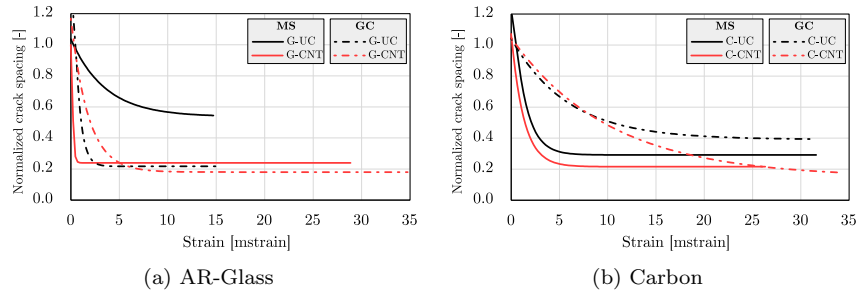 1.2
1.0
0.8
0.6
0.4
0.2
0.0
Normalized crack spacing [-]
MS GC
G-UC G-UC
G-CNT G-CNT
0 5 10 15 20 25 30 35
Strain [mstrain]
(a) AR-Glass
1.2
1.0
0.8
0.6
0.4
0.2
0.0
Normalized crack spacing [-]
MS GC
C-UC C-UC
C-CNT C-CNT
0 5 10 15 20 25 30 35
Strain [mstrain]
(b) Carbon